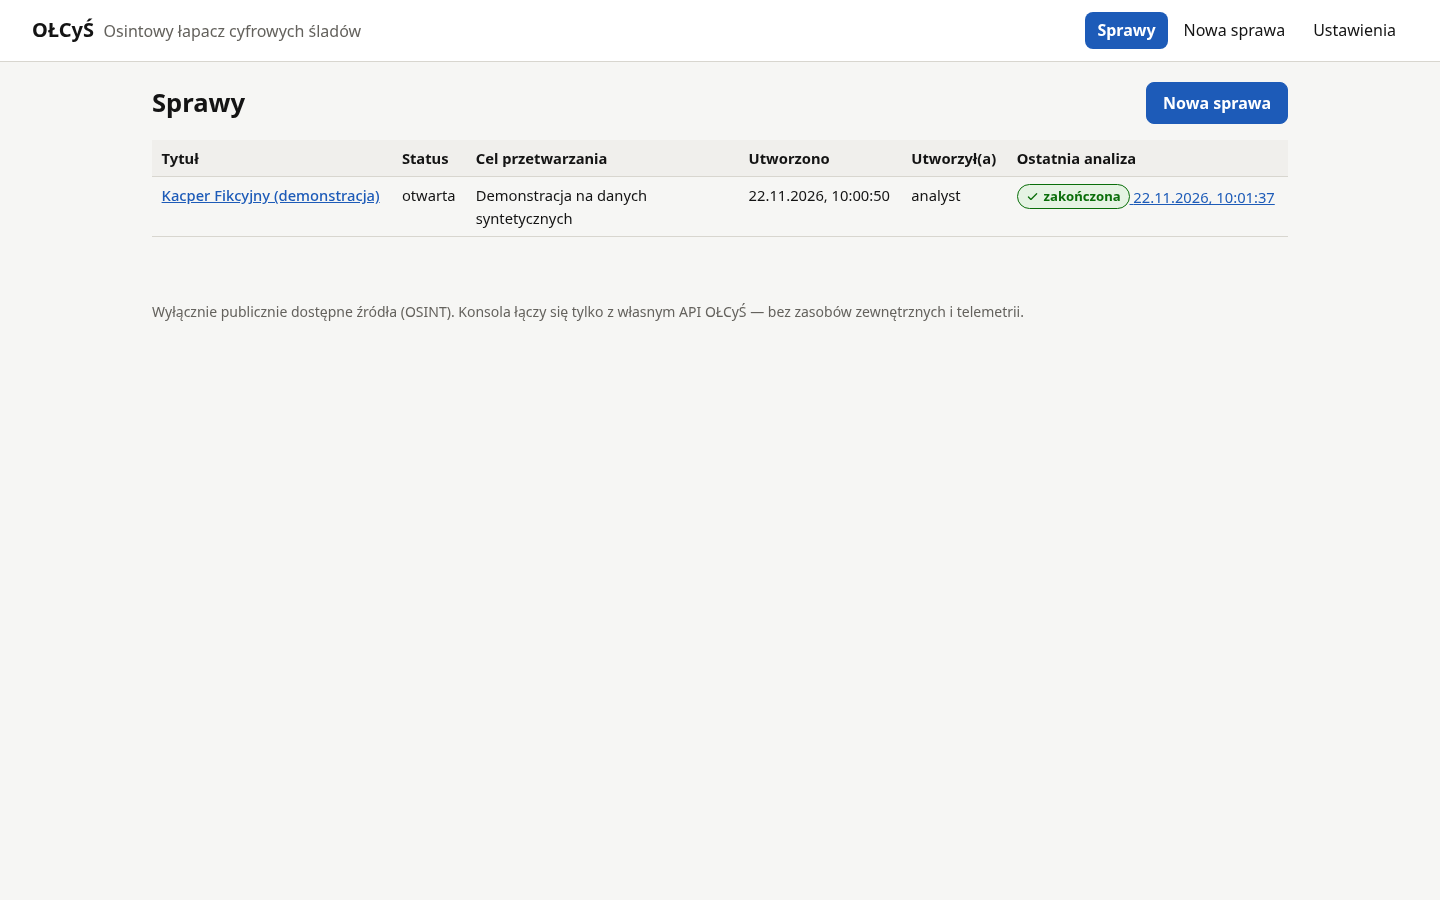 OŁCyŚ Osintowy łapacz cyfrowych śladów Sprawy Nowa sprawa Ustawienia
Sprawy Nowa sprawa
Tytuł Status Cel przetwarzania Utworzono Utworzył(a) Ostatnia analiza
Kacper Fikcyjny (demonstracja) otwarta Demonstracja na danych 22.11.2026, 10:00:50 analyst zakończona 22.11.2026, 10:01:37
syntetycznych
Wyłącznie publicznie dostępne źródła (OSINT). Konsola łączy się tylko z własnym API OŁCyŚ — bez zasobów zewnętrznych i telemetrii.